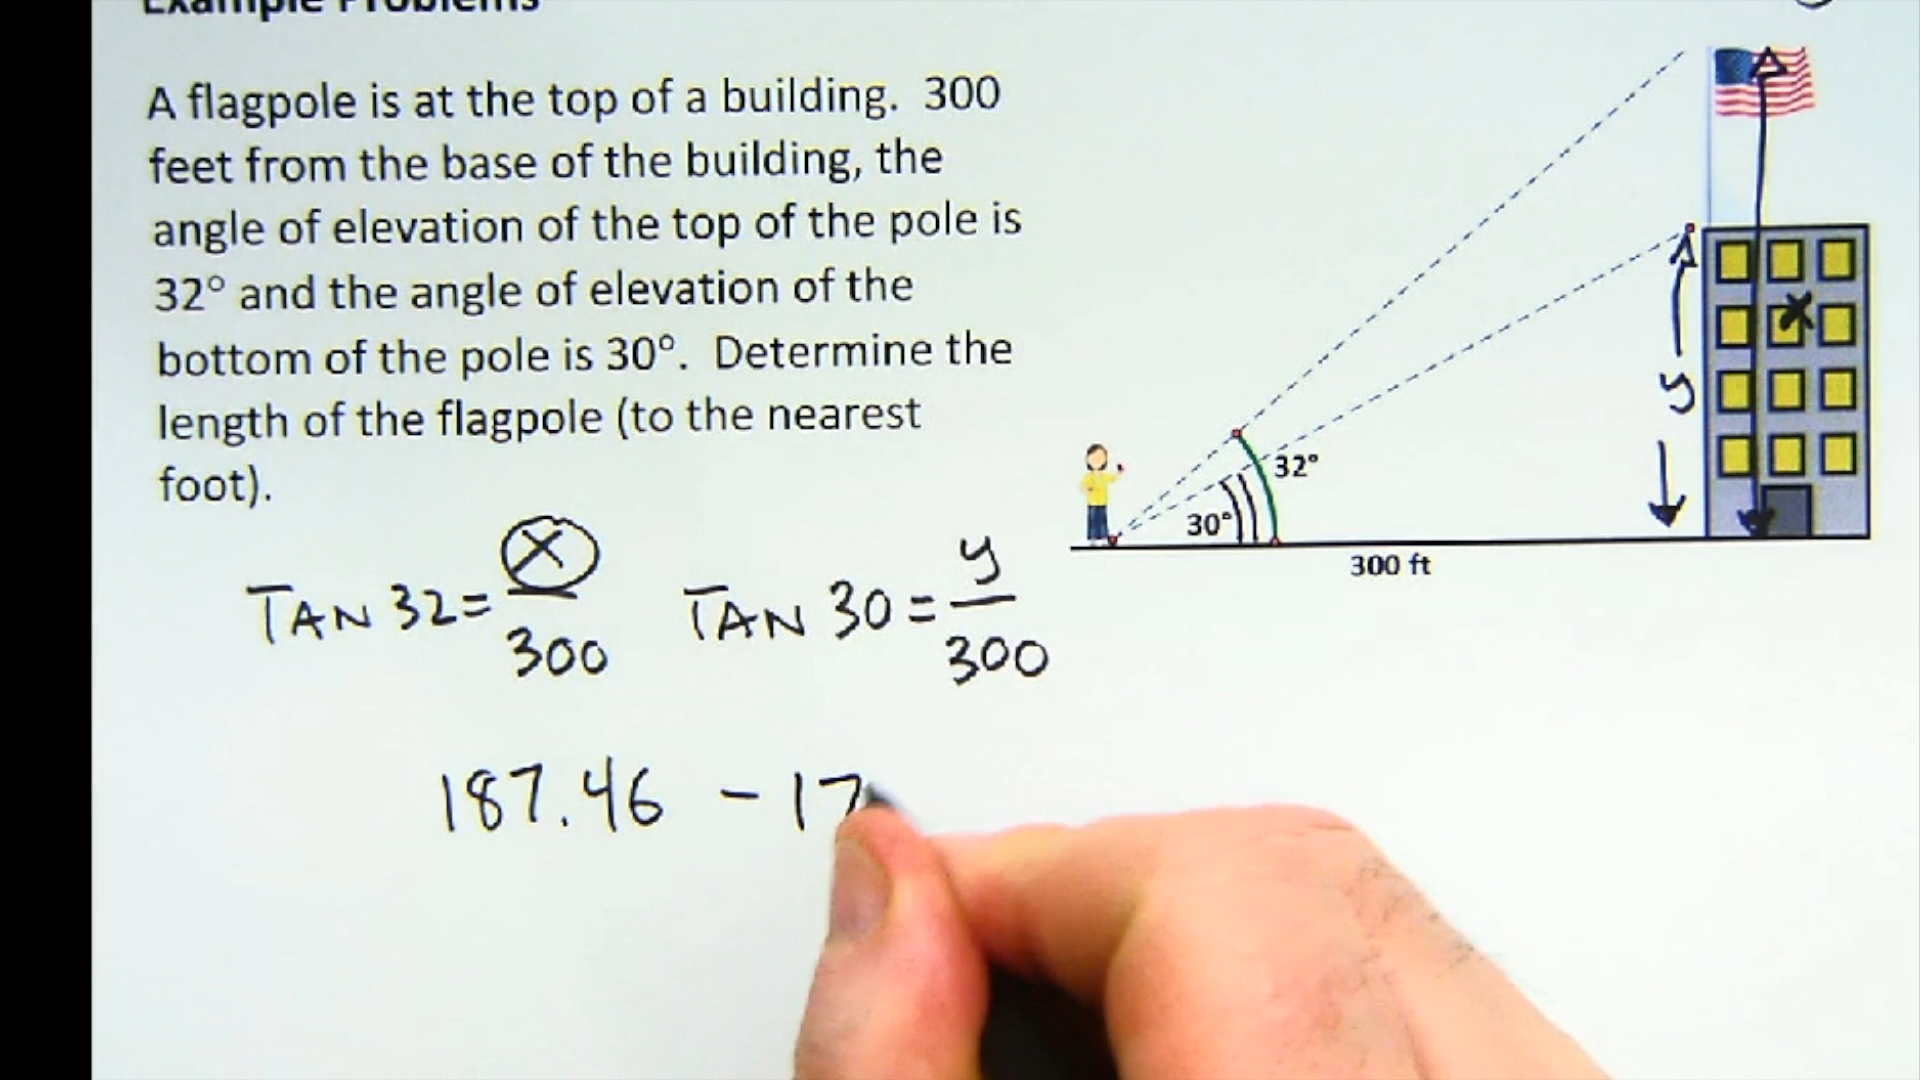 Example Problems
A flagpole is at the top of a building. 300
feet from the base of the building, the
angle of elevation of the top of the pole is
32° and the angle of elevation of the
bottom of the pole is 30°. Determine the
length of the flagpole (to the nearest
foot).
TAN 32 = x/300 TAN 30 = y/300
187.46 - 17
x
y
32°
30°
300 ft